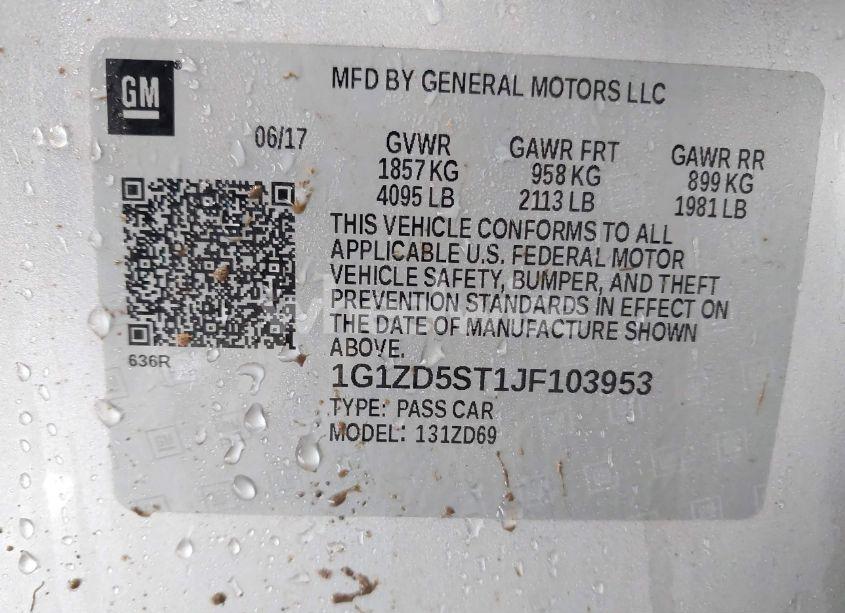 GM
MFD BY GENERAL MOTORS LLC
06/17
GVWR GAWR FRT GAWR RR
1857 KG 958 KG 899 KG
4095 LB 2113 LB 1981 LB
THIS VEHICLE CONFORMS TO ALL
APPLICABLE U.S. FEDERAL MOTOR
VEHICLE SAFETY, BUMPER, AND THEFT
PREVENTION STANDARDS IN EFFECT ON
THE DATE OF MANUFACTURE SHOWN
ABOVE.
636R
1G1ZD5ST1JF103953
TYPE: PASS CAR
MODEL: 131ZD69